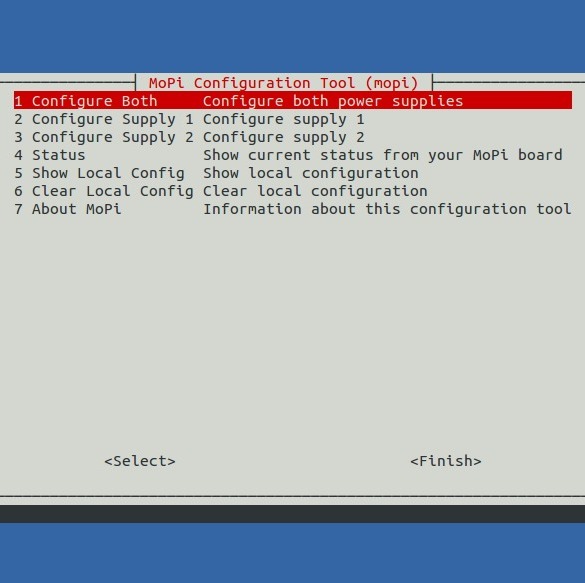 MoPi Configuration Tool (mopi)
1 Configure Both Configure both power supplies
2 Configure Supply 1 Configure supply 1
3 Configure Supply 2 Configure supply 2
4 Status Show current status from your MoPi board
5 Show Local Config Show local configuration
6 Clear Local Config Clear local configuration
7 About MoPi Information about this configuration tool
<Select> <Finish>